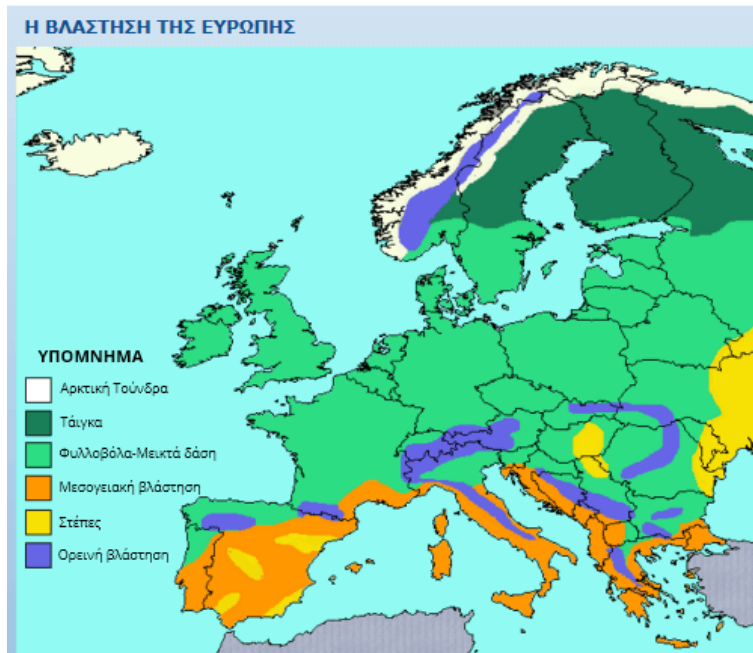 Η ΒΛΑΣΤΗΣΗ ΤΗΣ ΕΥΡΩΠΗΣ
ΥΠΟΜΝΗΜΑ
Αρκτική Τούνδρα
Τάιγκα
Φυλλοβόλα-Μεικτά δάση
Μεσογειακή βλάστηση
Στέπες
Ορεινή βλάστηση